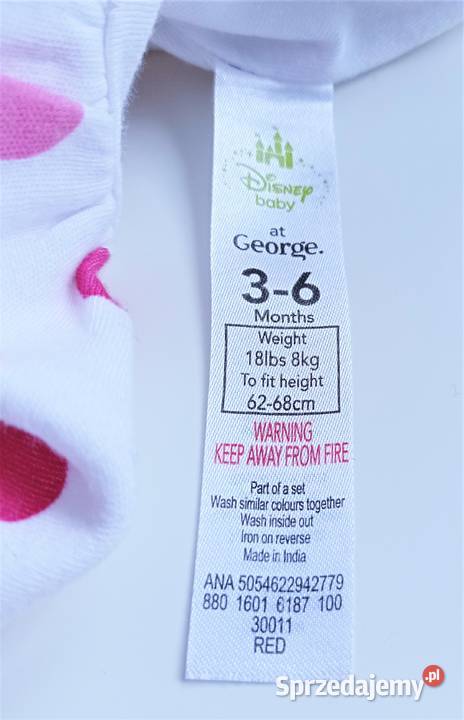 Disney
baby
at
George.
3-6
Months
Weight
18lbs 8kg
To fit height
62-68cm
WARNING
KEEP AWAY FROM FIRE
Part of a set
Wash similar colours together
Wash inside out
Iron on reverse
Made in India
ANA 5054622942779
880 1601 6187 100
30011
RED
Sprzedajemy.pl